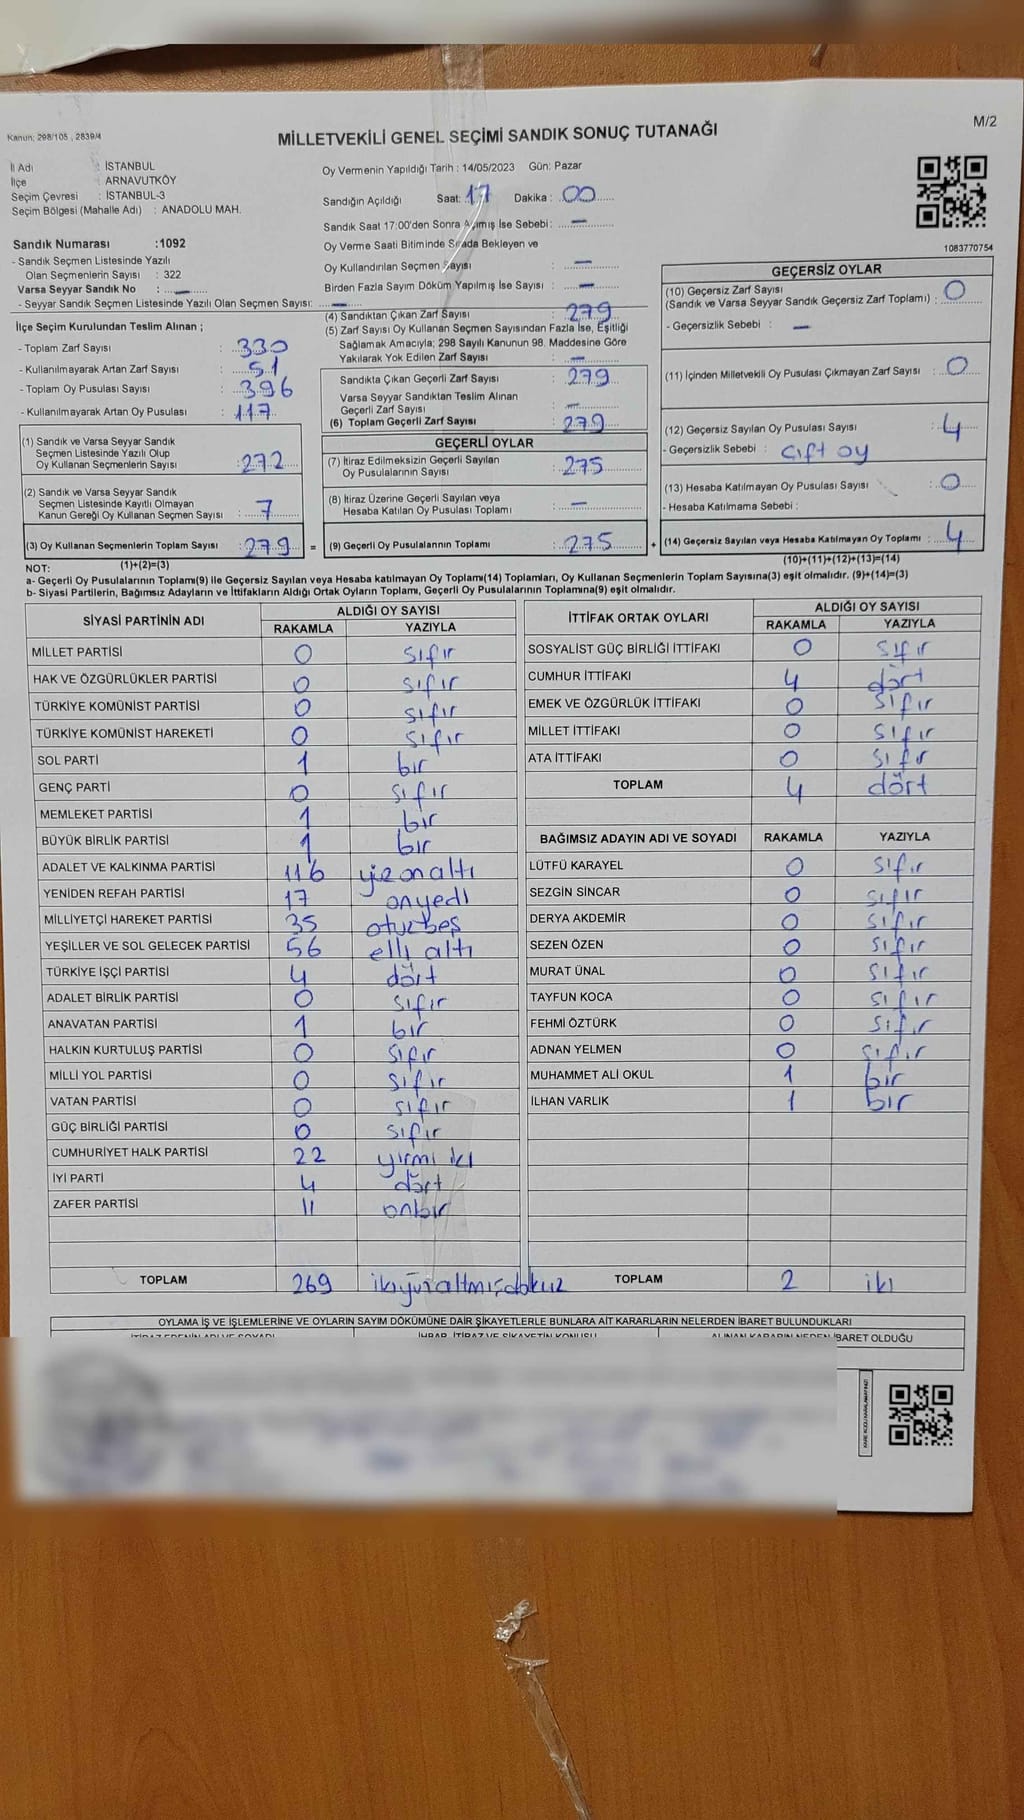 Kanun: 298/105 , 2839/4
MİLLETVEKİLİ GENEL SEÇİMİ SANDIK SONUÇ TUTANAĞI
M/2
İl Adı : İSTANBUL
İlçe : ARNAVUTKÖY
Seçim Çevresi : İSTANBUL-3
Seçim Bölgesi (Mahalle Adı) : ANADOLU MAH.
Sandık Numarası :1092
- Sandık Seçmen Listesinde Yazılı
Olan Seçmenlerin Sayısı : 322
Varsa Seyyar Sandık No : —
- Seyyar Sandık Seçmen Listesinde Yazılı Olan Seçmen Sayısı: —
İlçe Seçim Kurulundan Teslim Alınan ;
- Toplam Zarf Sayısı : 330
- Kullanılmayarak Artan Zarf Sayısı : 51
- Toplam Oy Pusulası Sayısı : 396
- Kullanılmayarak Artan Oy Pusulası : 117
(1) Sandık ve Varsa Seyyar Sandık
Seçmen Listesinde Yazılı Olup
Oy Kullanan Seçmenlerin Sayısı : 272
(2) Sandık ve Varsa Seyyar Sandık
Seçmen Listesinde Kayıtlı Olmayan
Kanun Gereği Oy Kullanan Seçmen Sayısı : 7
(3) Oy Kullanan Seçmenlerin Toplam Sayısı : 279 =
(1)+(2)=(3)
Oy Vermenin Yapıldığı Tarih : 14/05/2023 Gün: Pazar
Sandığın Açıldığı Saat: 17 Dakika : 00
Sandık Saat 17:00'den Sonra Açılmış İse Sebebi: —
Oy Verme Saati Bitiminde Sırada Bekleyen ve
Oy Kullandırılan Seçmen Sayısı : —
Birden Fazla Sayım Döküm Yapılmış İse Sayısı : —
(4) Sandıktan Çıkan Zarf Sayısı : 279
(5) Zarf Sayısı Oy Kullanan Seçmen Sayısından Fazla İse, Eşitliği
Sağlamak Amacıyla; 298 Sayılı Kanunun 98. Maddesine Göre
Yakılarak Yok Edilen Zarf Sayısı : —
Sandıkta Çıkan Geçerli Zarf Sayısı : 279
Varsa Seyyar Sandıktan Teslim Alınan
Geçerli Zarf Sayısı : —
(6) Toplam Geçerli Zarf Sayısı : 279
GEÇERLİ OYLAR
(7) İtiraz Edilmeksizin Geçerli Sayılan
Oy Pusulalarının Sayısı : 275
(8) İtiraz Üzerine Geçerli Sayılan veya
Hesaba Katılan Oy Pusulası Toplamı : —
(9) Geçerli Oy Pusulalarının Toplamı : 275 +
1083770754
GEÇERSİZ OYLAR
(10) Geçersiz Zarf Sayısı
(Sandık ve Varsa Seyyar Sandık Geçersiz Zarf Toplamı) : 0
- Geçersizlik Sebebi : —
(11) İçinden Milletvekili Oy Pusulası Çıkmayan Zarf Sayısı : 0
(12) Geçersiz Sayılan Oy Pusulası Sayısı : 4
- Geçersizlik Sebebi : çift oy
(13) Hesaba Katılmayan Oy Pusulası Sayısı : 0
- Hesaba Katılmama Sebebi :
(14) Geçersiz Sayılan veya Hesaba Katılmayan Oy Toplamı : 4
(10)+(11)+(12)+(13)=(14)
NOT:
a- Geçerli Oy Pusulalarının Toplamı(9) ile Geçersiz Sayılan veya Hesaba katılmayan Oy Toplamı(14) Toplamları, Oy Kullanan Seçmenlerin Toplam Sayısına(3) eşit olmalıdır. (9)+(14)=(3)
b- Siyasi Partilerin, Bağımsız Adayların ve İttifakların Aldığı Ortak Oyların Toplamı, Geçerli Oy Pusulalarının Toplamına(9) eşit olmalıdır.
SİYASİ PARTİNİN ADI ALDIĞI OY SAYISI
RAKAMLA YAZIYLA
MİLLET PARTİSİ 0 sıfır
HAK VE ÖZGÜRLÜKLER PARTİSİ 0 sıfır
TÜRKİYE KOMÜNİST PARTİSİ 0 sıfır
TÜRKİYE KOMÜNİST HAREKETİ 0 sıfır
SOL PARTİ 1 bır
GENÇ PARTİ 0 sıfır
MEMLEKET PARTİSİ 1 bır
BÜYÜK BİRLİK PARTİSİ 1 bır
ADALET VE KALKINMA PARTİSİ 116 yüzonaltı
YENİDEN REFAH PARTİSİ 17 onyedı
MİLLİYETÇİ HAREKET PARTİSİ 35 otuzbeş
YEŞİLLER VE SOL GELECEK PARTİSİ 56 ellı altı
TÜRKİYE İŞÇİ PARTİSİ 4 dört
ADALET BİRLİK PARTİSİ 0 sıfır
ANAVATAN PARTİSİ 1 bır
HALKIN KURTULUŞ PARTİSİ 0 sıfır
MİLLİ YOL PARTİSİ 0 sıfır
VATAN PARTİSİ 0 sıfır
GÜÇ BİRLİĞİ PARTİSİ 0 sıfır
CUMHURİYET HALK PARTİSİ 22 yırmı ıkı
İYİ PARTİ 4 dört
ZAFER PARTİSİ 11 onbır
TOPLAM 269 ikıyüzaltmışdokuz
İTTİFAK ORTAK OYLARI ALDIĞI OY SAYISI
RAKAMLA YAZIYLA
SOSYALİST GÜÇ BİRLİĞİ İTTİFAKI 0 sıfır
CUMHUR İTTİFAKI 4 dört
EMEK VE ÖZGÜRLÜK İTTİFAKI 0 sıfır
MİLLET İTTİFAKI 0 sıfır
ATA İTTİFAKI 0 sıfır
TOPLAM 4 dört
BAĞIMSIZ ADAYIN ADI VE SOYADI RAKAMLA YAZIYLA
LÜTFÜ KARAYEL 0 sıfır
SEZGİN SİNCAR 0 sıfır
DERYA AKDEMİR 0 sıfır
SEZEN ÖZEN 0 sıfır
MURAT ÜNAL 0 sıfır
TAYFUN KOCA 0 sıfır
FEHMİ ÖZTÜRK 0 sıfır
ADNAN YELMEN 0 sıfır
MUHAMMET ALİ OKUL 1 bır
İLHAN VARLIK 1 bır
TOPLAM 2 ikı
OYLAMA İŞ VE İŞLEMLERİNE VE OYLARIN SAYIM DÖKÜMÜNE DAİR ŞİKAYETLERLE BUNLARA AİT KARARLARIN NELERDEN İBARET BULUNDUKLARI
İTİRAZ EDENİN ADI VE SOYADI İHBAR, İTİRAZ VE ŞİKAYETİN KONUSU ALINAN KARARIN NEDEN İBARET OLDUĞU